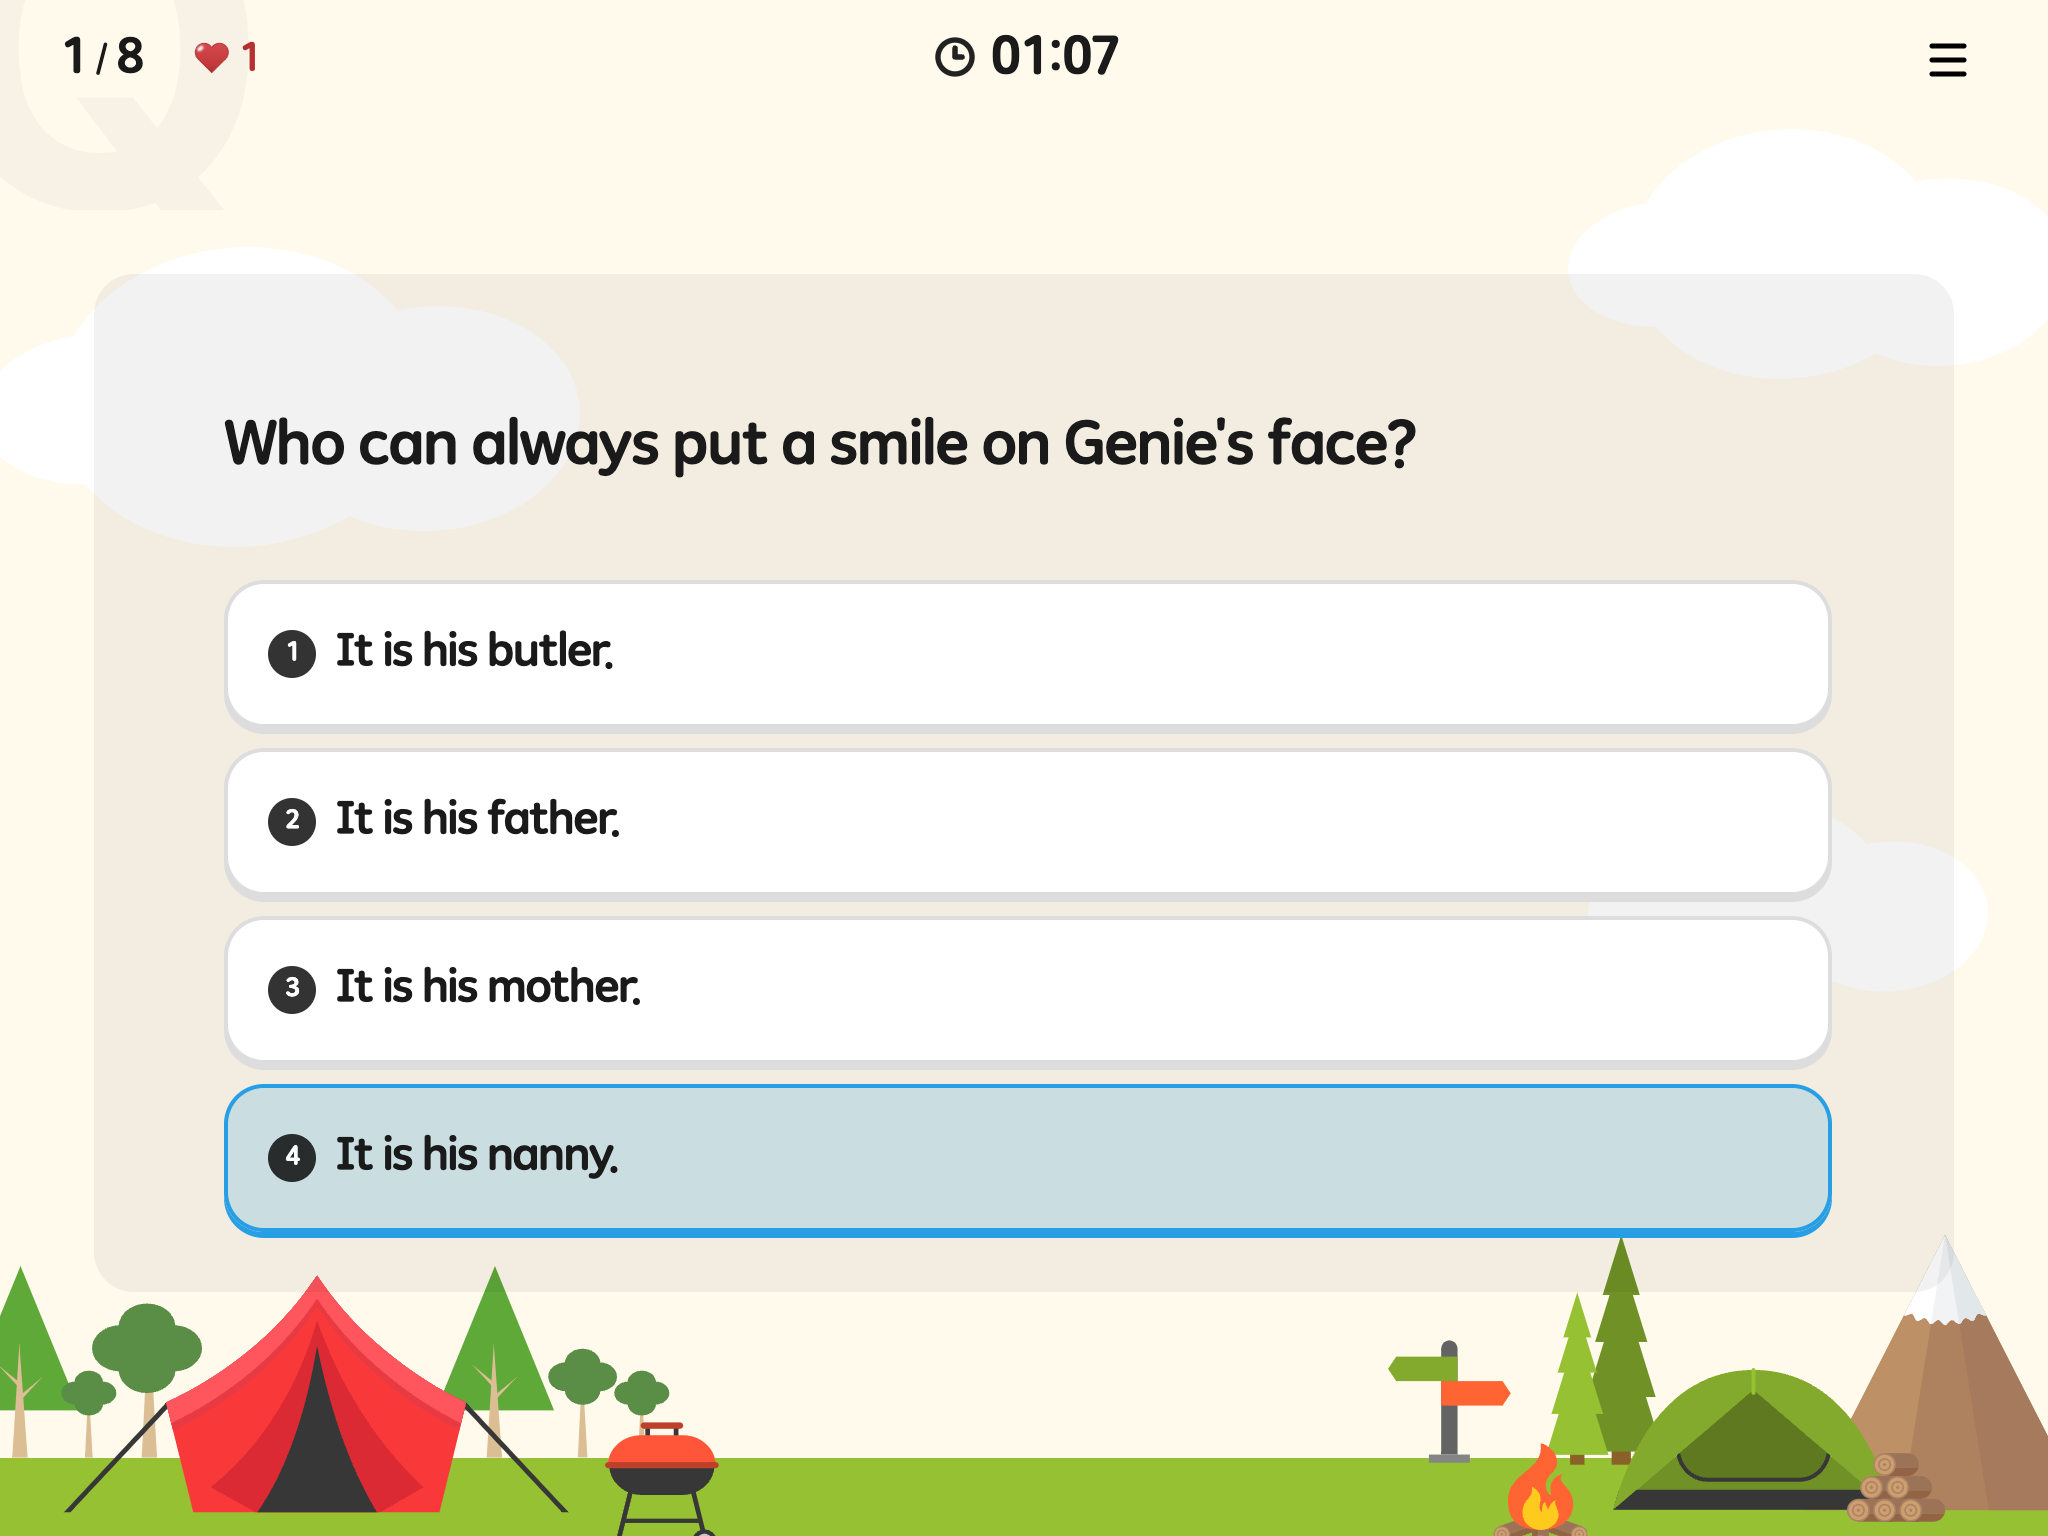 1 / 8 1 01:07
Who can always put a smile on Genie's face?
1 It is his butler.
2 It is his father.
3 It is his mother.
4 It is his nanny.